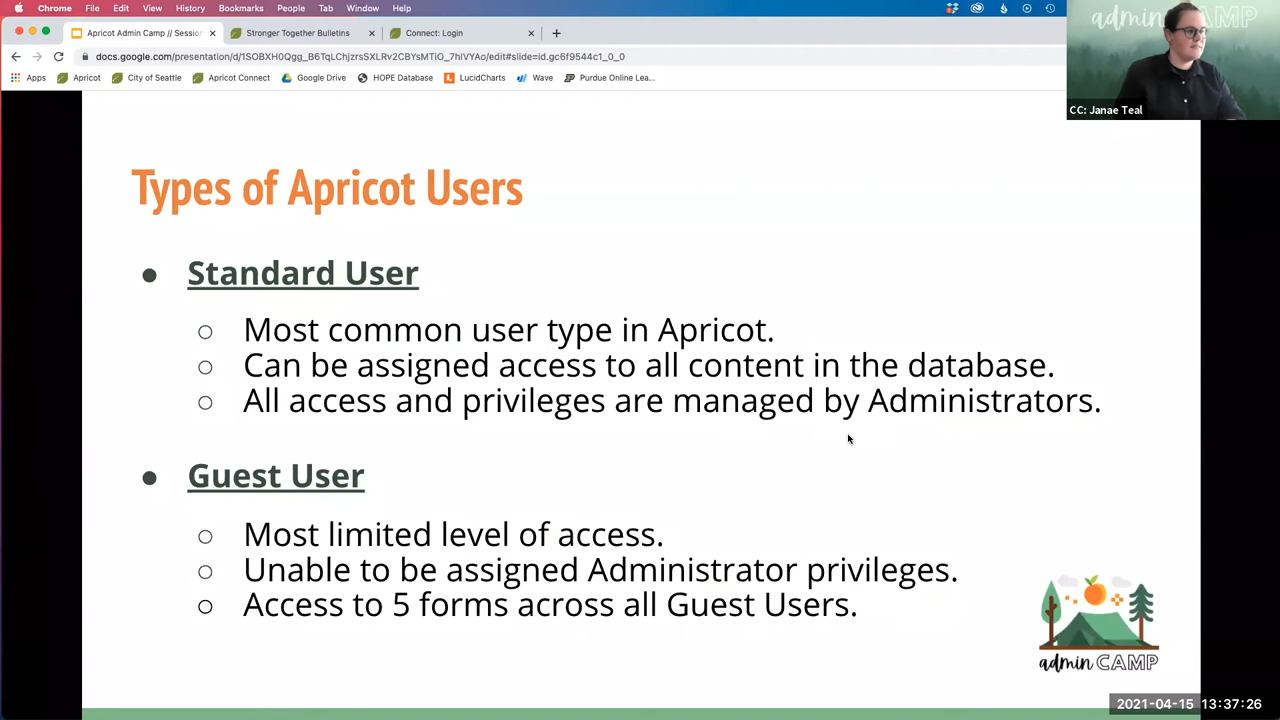 Chrome File Edit View History Bookmarks People Tab Window Help
Apricot Admin Camp // Session
Stronger Together Bulletins
Connect: Login
docs.google.com/presentation/d/1SOBXH0Qgg_B6TqLChjzrsSXLRv2CBYsMTiO_7hIVYAo/edit#slide=id.gc6f9544c1_0_0
Apps Apricot City of Seattle Apricot Connect Google Drive HOPE Database LucidCharts Wave Purdue Online Lea...
admin CAMP
CC: Janae Teal
Types of Apricot Users
● Standard User
○ Most common user type in Apricot.
○ Can be assigned access to all content in the database.
○ All access and privileges are managed by Administrators.
● Guest User
○ Most limited level of access.
○ Unable to be assigned Administrator privileges.
○ Access to 5 forms across all Guest Users.
admin CAMP
2021-04-15 13:37:26